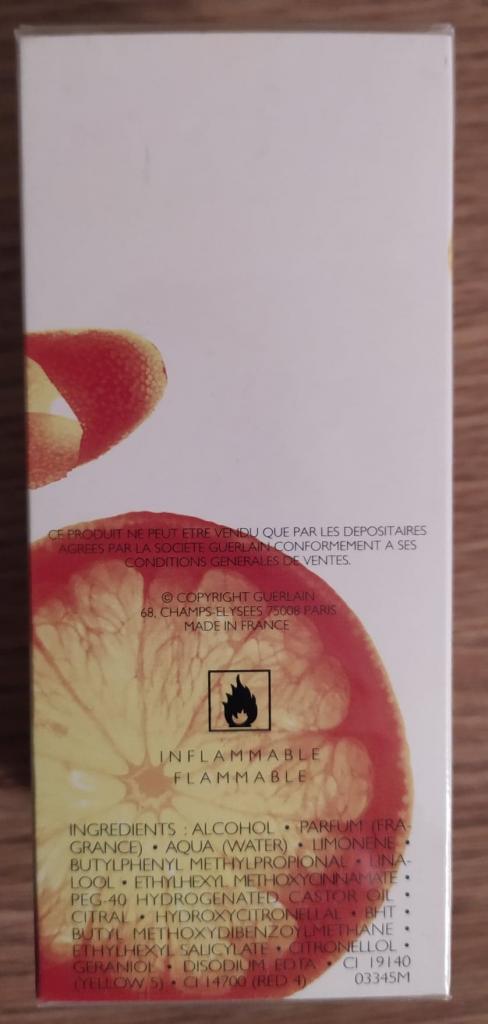 CE PRODUIT NE PEUT ETRE VENDU QUE PAR LES DEPOSITAIRES
AGREES PAR LA SOCIETE GUERLAIN CONFORMEMENT A SES
CONDITIONS GENERALES DE VENTES.
© COPYRIGHT GUERLAIN
68, CHAMPS-ELYSEES 75008 PARIS
MADE IN FRANCE
INFLAMMABLE
FLAMMABLE
INGREDIENTS : ALCOHOL • PARFUM (FRA-
GRANCE) • AQUA (WATER) • LIMONENE •
BUTYLPHENYL METHYLPROPIONAL • LINA-
LOOL • ETHYLHEXYL METHOXYCINNAMATE •
PEG-40 HYDROGENATED CASTOR OIL •
CITRAL • HYDROXYCITRONELLAL • BHT •
BUTYL METHOXYDIBENZOYLMETHANE •
ETHYLHEXYL SALICYLATE • CITRONELLOL •
GERANIOL • DISODIUM EDTA • CI 19140
(YELLOW 5) • CI 14700 (RED 4) 03345M